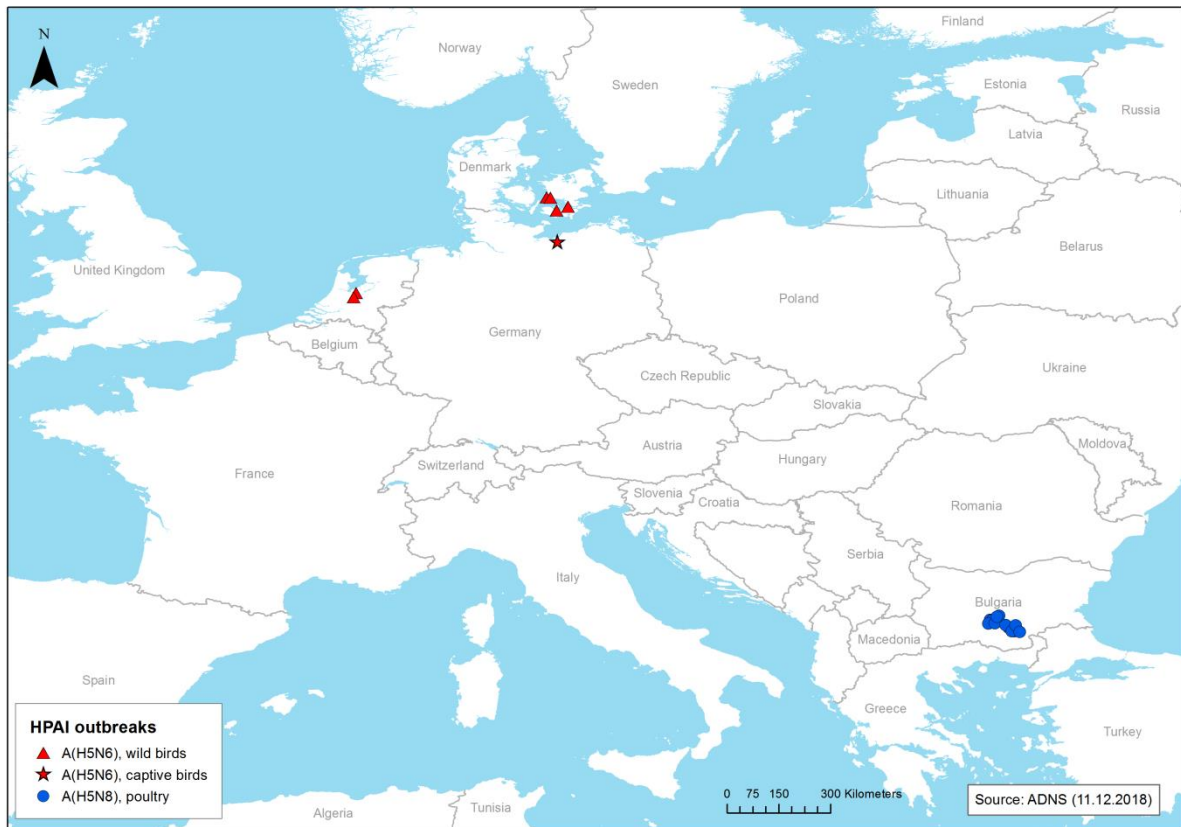 Finland
N
Norway
Sweden
Estonia
Russia
Latvia
Denmark
Lithuania
Belarus
United Kingdom
Poland
Germany
Belgium
Czech Republic
Ukraine
Slovakia
Austria
Moldova
Hungary
Switzerland
France
Slovenia
Croatia
Romania
Serbia
Italy
Bulgaria
Macedonia
Spain
Greece
Turkey
HPAI outbreaks
A(H5N6), wild birds
A(H5N6), captive birds
A(H5N8), poultry
Algeria
Tunisia
0 75 150 300 Kilometers
Source: ADNS (11.12.2018)